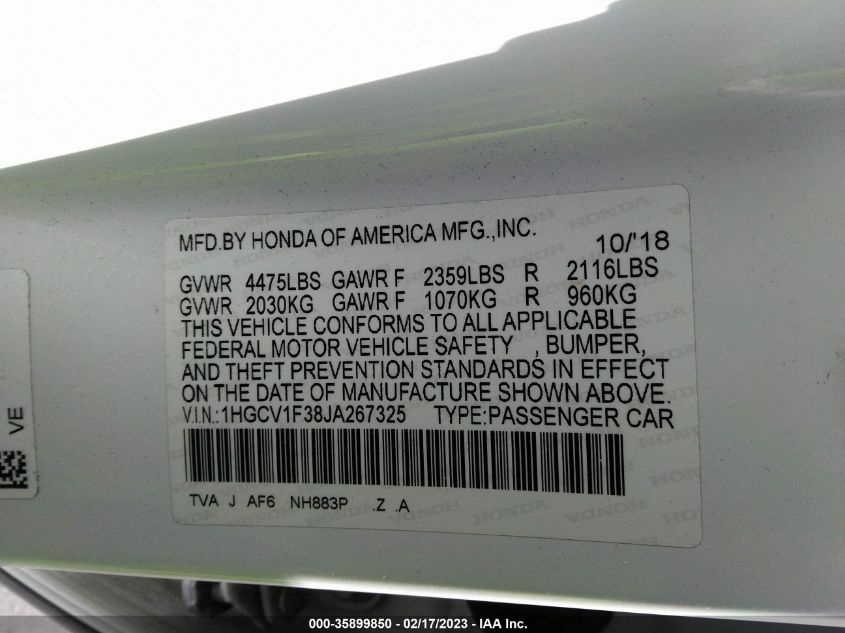 MFD.BY HONDA OF AMERICA MFG.,INC. 10/'18
GVWR 4475LBS GAWR F 2359LBS R 2116LBS
GVWR 2030KG GAWR F 1070KG R 960KG
THIS VEHICLE CONFORMS TO ALL APPLICABLE
FEDERAL MOTOR VEHICLE SAFETY , BUMPER,
AND THEFT PREVENTION STANDARDS IN EFFECT
ON THE DATE OF MANUFACTURE SHOWN ABOVE.
V.I.N.:1HGCV1F38JA267325 TYPE:PASSENGER CAR
TVA J AF6 NH883P .Z .A
VE
000-35899850 - 02/17/2023 - IAA Inc.